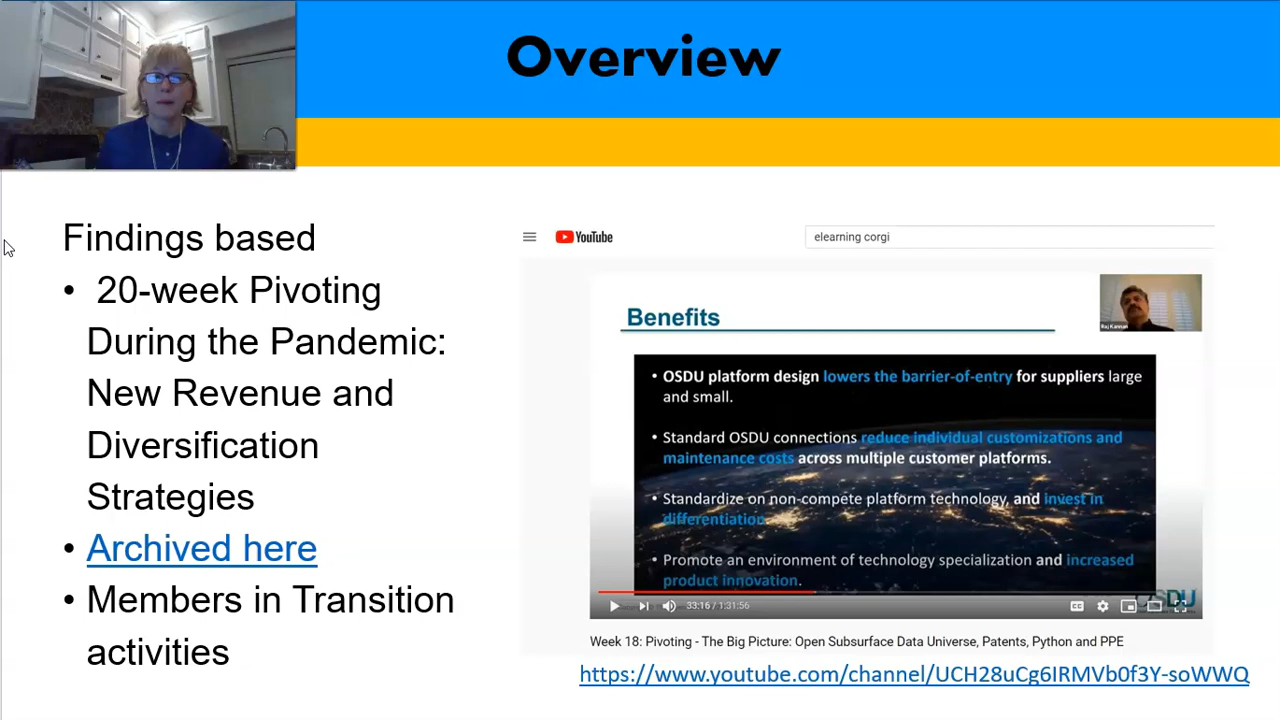 Overview
Findings based
• 20-week Pivoting
During the Pandemic:
New Revenue and
Diversification
Strategies
• Archived here
• Members in Transition
activities
YouTube
elearning corgi
Benefits
Raj Kannan
• OSDU platform design lowers the barrier-of-entry for suppliers large
and small.
• Standard OSDU connections reduce individual customizations and
maintenance costs across multiple customer platforms.
• Standardize on non-compete platform technology, and invest in
differentiation.
• Promote an environment of technology specialization and increased
product innovation.
OSDU
33:16 / 1:31:56
Week 18: Pivoting - The Big Picture: Open Subsurface Data Universe, Patents, Python and PPE
https://www.youtube.com/channel/UCH28uCg6IRMVb0f3Y-soWWQ